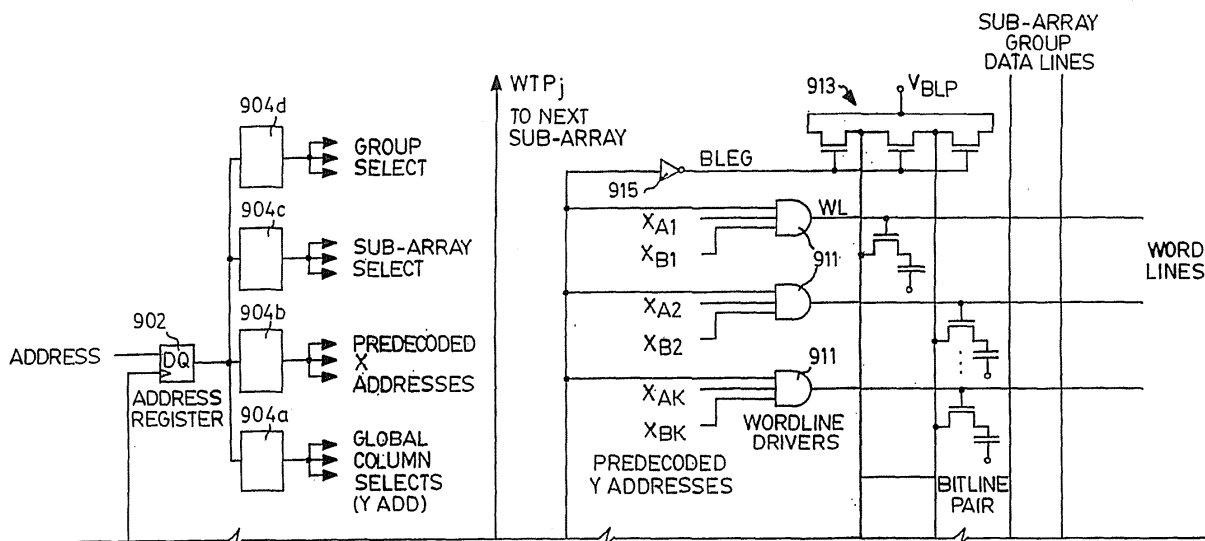 SUB-ARRAY
GROUP
DATA LINES
WTPj
TO NEXT
SUB-ARRAY
913
VBLP
904d
GROUP
SELECT
BLEG
915
904c
SUB-ARRAY
SELECT
XA1
XB1
WL
911
WORD
LINES
904b
902
ADDRESS
DQ
ADDRESS
REGISTER
PREDECODED
X
ADDRESSES
XA2
XB2
911
904a
GLOBAL
COLUMN
SELECTS
(Y ADD)
XAK
XBK
WORDLINE
DRIVERS
PREDECODED
Y ADDRESSES
BITLINE
PAIR